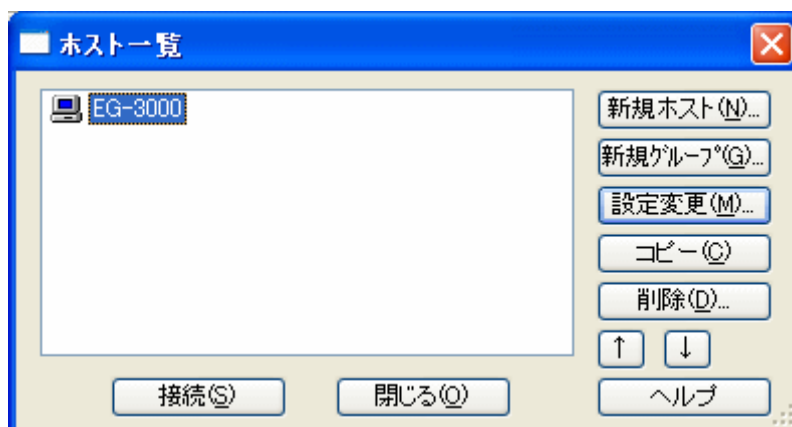 ホスト一覧
EG-3000
新規ホスト(N)...
新規ｸﾞﾙｰﾌﾟ(G)...
設定変更(M)...
コピー(C)
削除(D)...
↑ ↓
接続(S) 閉じる(O) ヘルプ